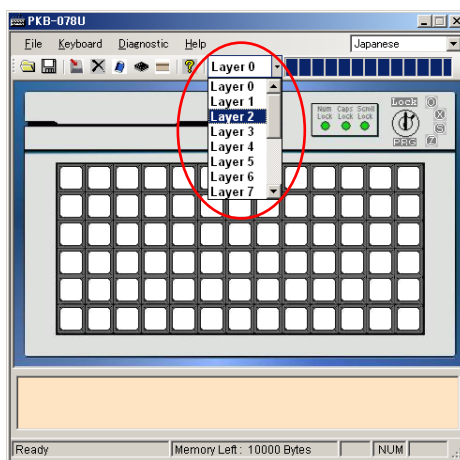 PKB-078U
File Keyboard Diagnostic Help Japanese
Layer 0
Layer 0
Layer 1
Layer 2
Layer 3
Layer 4
Layer 5
Layer 6
Layer 7
Num Lock Caps Lock Scroll Lock
Lock
PRG
Ready Memory Left : 10000 Bytes NUM